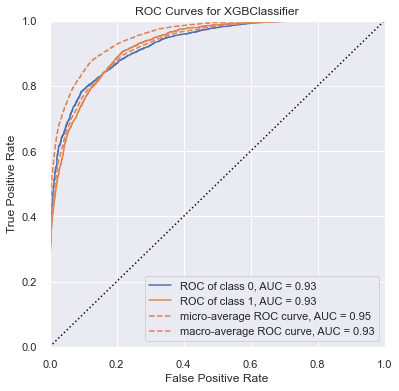 ROC Curves for XGBClassifier
True Positive Rate
1.0
0.8
0.6
0.4
0.2
0.0
ROC of class 0, AUC = 0.93
ROC of class 1, AUC = 0.93
micro-average ROC curve, AUC = 0.95
macro-average ROC curve, AUC = 0.93
0.0 0.2 0.4 0.6 0.8 1.0
False Positive Rate